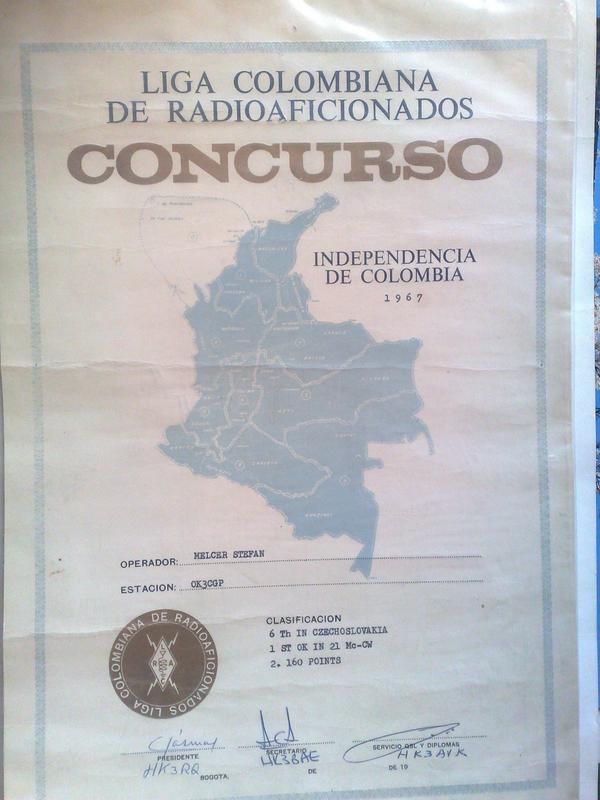 LIGA COLOMBIANA
DE RADIOAFICIONADOS
CONCURSO
INDEPENDENCIA
DE COLOMBIA
1967
OPERADOR: MELCER STEFAN
ESTACION: OK3CGP
LIGA COLOMBIANA DE RADIOAFICIONADOS
CLASIFICACION
6 Th IN CZECHOSLOVAKIA
1 ST OK IN 21 Mc-CW
2. 160 POINTS
PRESIDENTE
HK3RQ
SECRETARIO
HK3BAE
SERVICIO QSL Y DIPLOMAS
HK3AVK
BOGOTA, DE DE 19